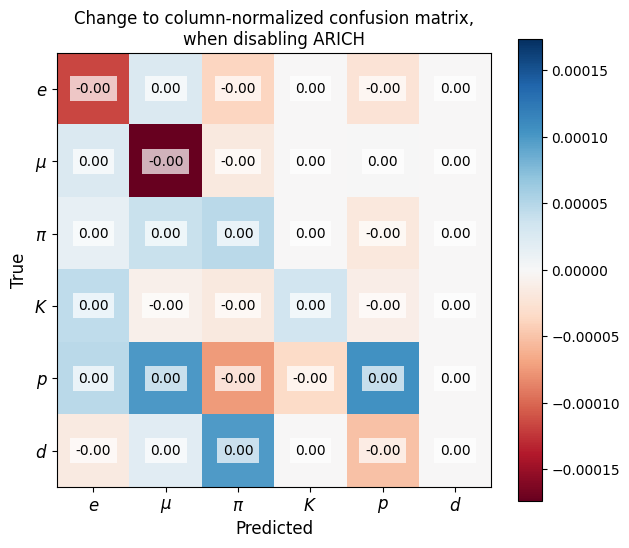 Change to column-normalized confusion matrix,
when disabling ARICH
e -0.00 0.00 -0.00 0.00 -0.00 0.00
μ 0.00 -0.00 -0.00 0.00 0.00 0.00
π 0.00 0.00 0.00 0.00 -0.00 0.00
K 0.00 -0.00 -0.00 0.00 -0.00 0.00
p 0.00 0.00 -0.00 -0.00 0.00 0.00
d -0.00 0.00 0.00 0.00 -0.00 0.00
e μ π K p d
True
Predicted
0.00015
0.00010
0.00005
0.00000
−0.00005
−0.00010
−0.00015